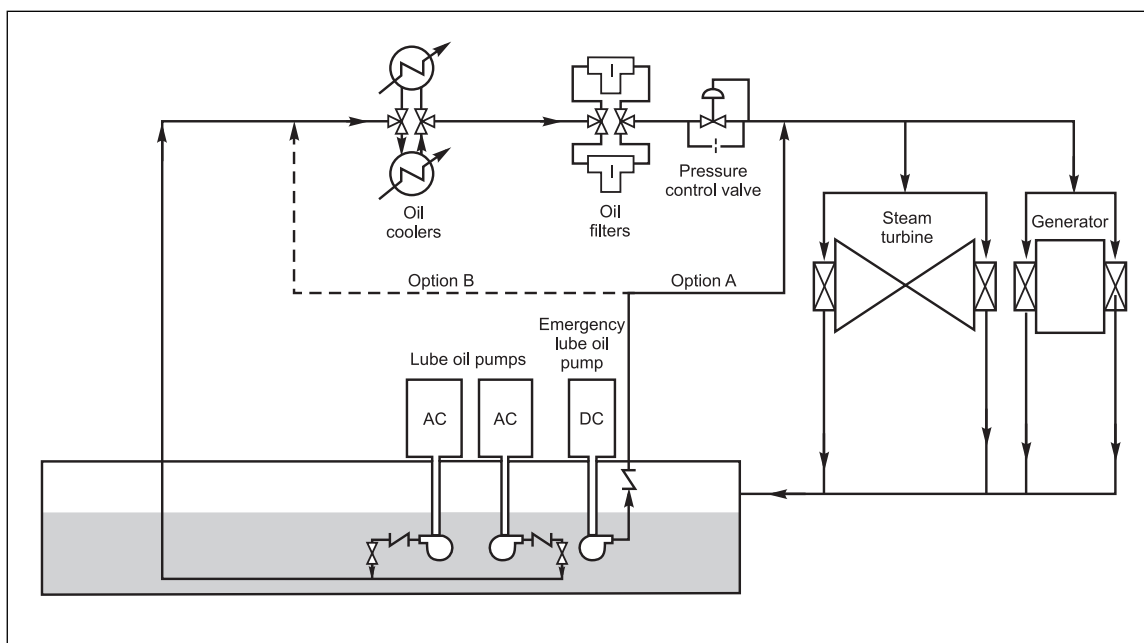 Oil
coolers
Oil
filters
Pressure
control valve
Steam
turbine
Generator
Option B
Option A
Emergency
lube oil
pump
Lube oil pumps
AC
AC
DC